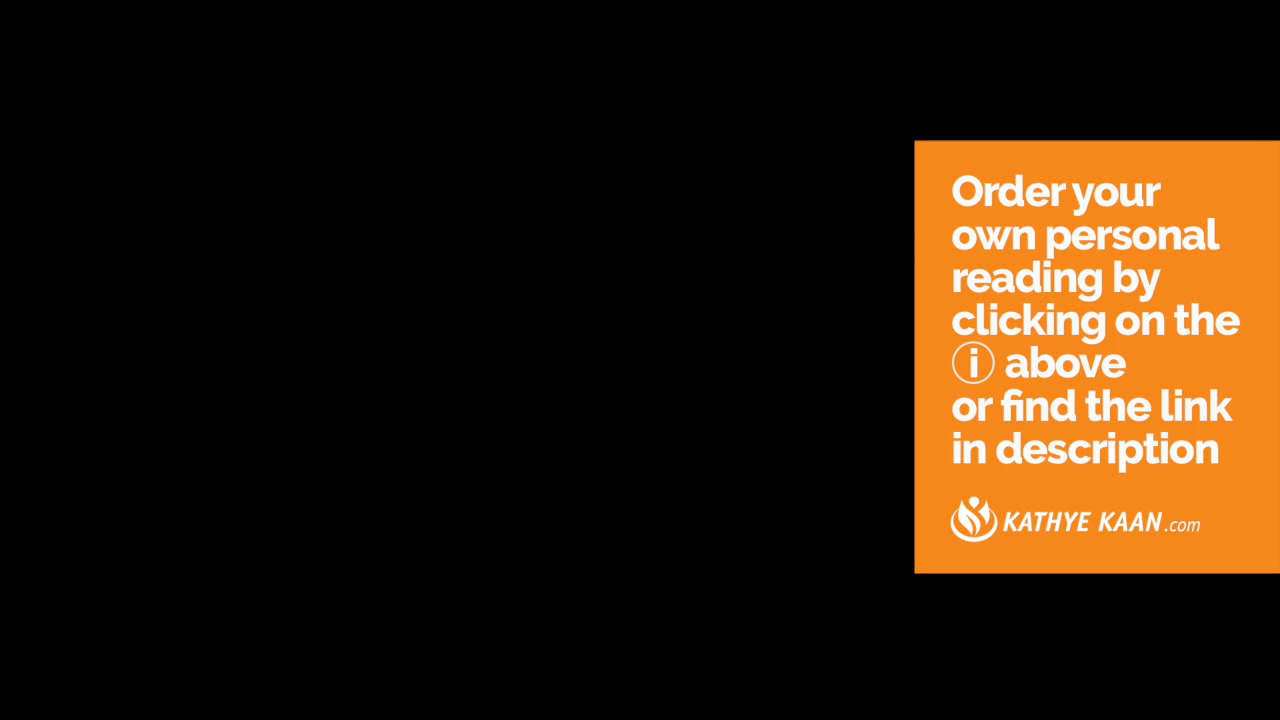 Order your
own personal
reading by
clicking on the
i above
or find the link
in description
KATHYE KAAN.com